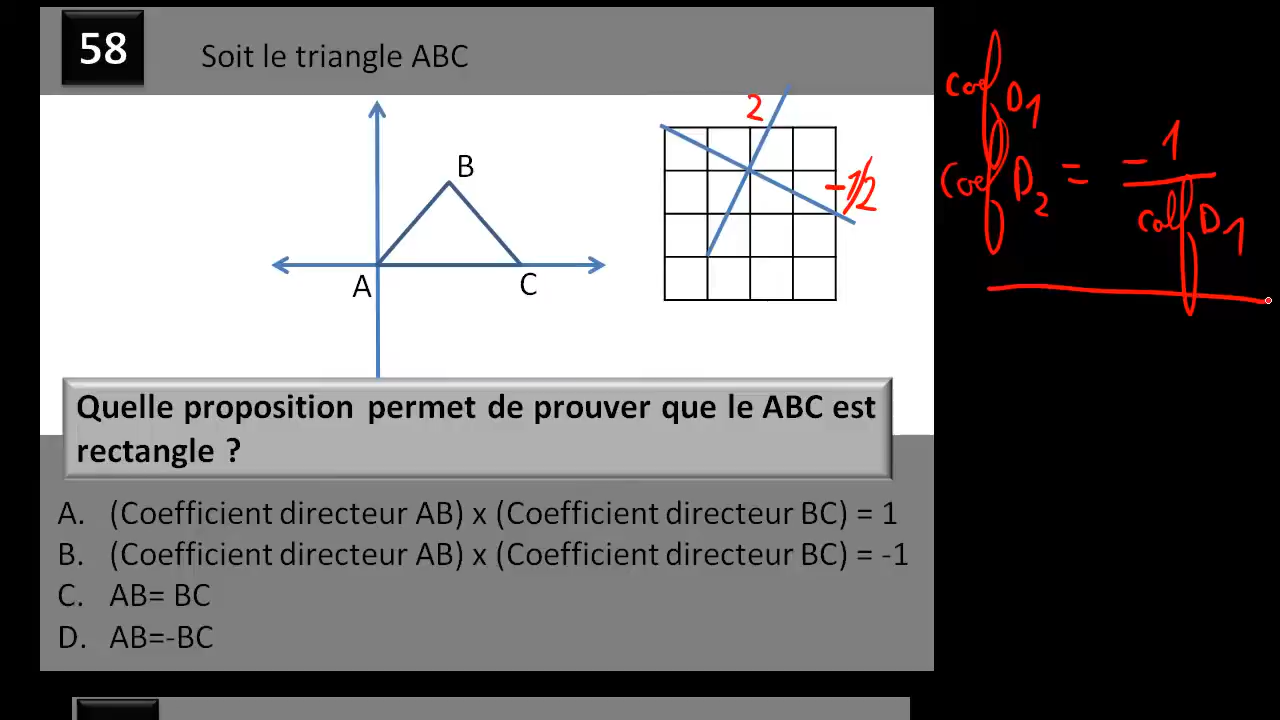 58
Soit le triangle ABC
B
A
C
2
-1/2
coef D1
coef D2 = -1
coef D1
Quelle proposition permet de prouver que le ABC est
rectangle ?
A. (Coefficient directeur AB) x (Coefficient directeur BC) = 1
B. (Coefficient directeur AB) x (Coefficient directeur BC) = -1
C. AB= BC
D. AB=-BC